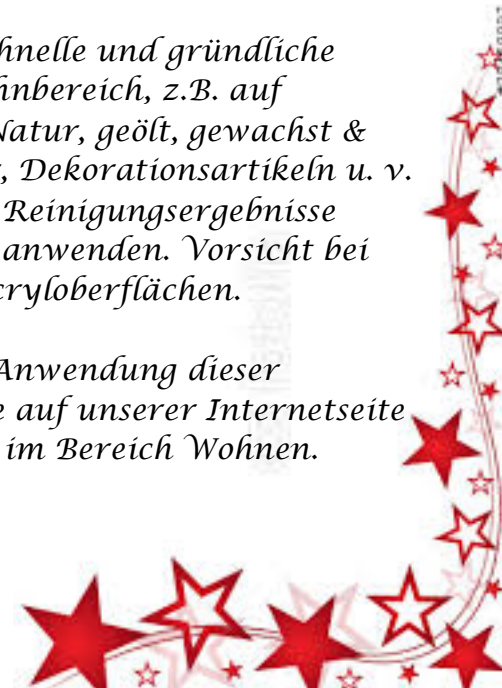 hnelle und gründliche
hnbereich, z.B. auf
Natur, geölt, gewachst &
, Dekorationsartikeln u. v.
Reinigungsergebnisse
anwenden. Vorsicht bei
cryloberflächen.
Anwendung dieser
e auf unserer Internetseite
im Bereich Wohnen.